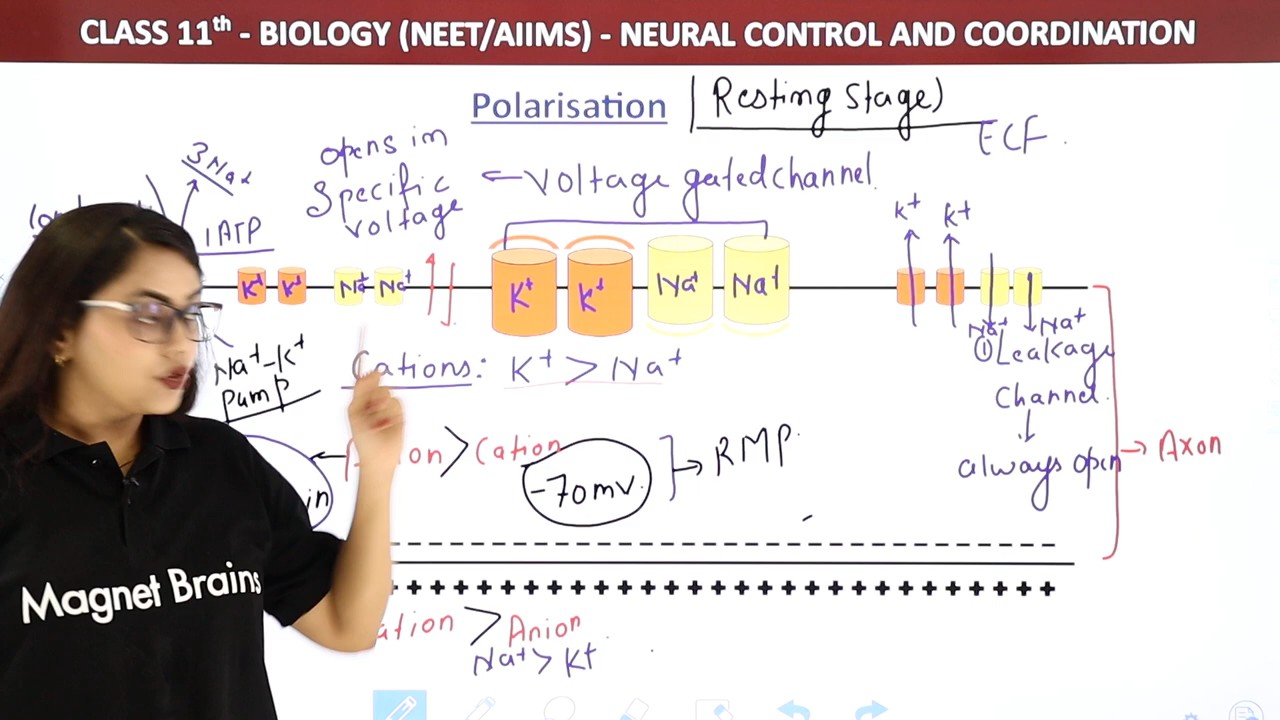 CLASS 11th - BIOLOGY (NEET/AIIMS) - NEURAL CONTROL AND COORDINATION
Polarisation (Resting Stage)
ECF
3Na+
1ATP
opens in
Specific
voltage
← Voltage gated channel
K+ K+
K+ K+ Na+ Na+
K+ K+ Na+ Na+
Na+ Na+
Na+-K+
Pump
Cations: K+ > Na+
① Leakage
Channel
↓
always open
→ Axon
> Cation
-70mv
→ RMP
in
Magnet Brains
- - - - - - - - - - - - - - - - - - - - - - - - - - - - - - - - - - -
+ + + + + + + + + + + + + + + + + + + + + + + + + + + + + + + + + + +
ation > Anion
Na+ > K+